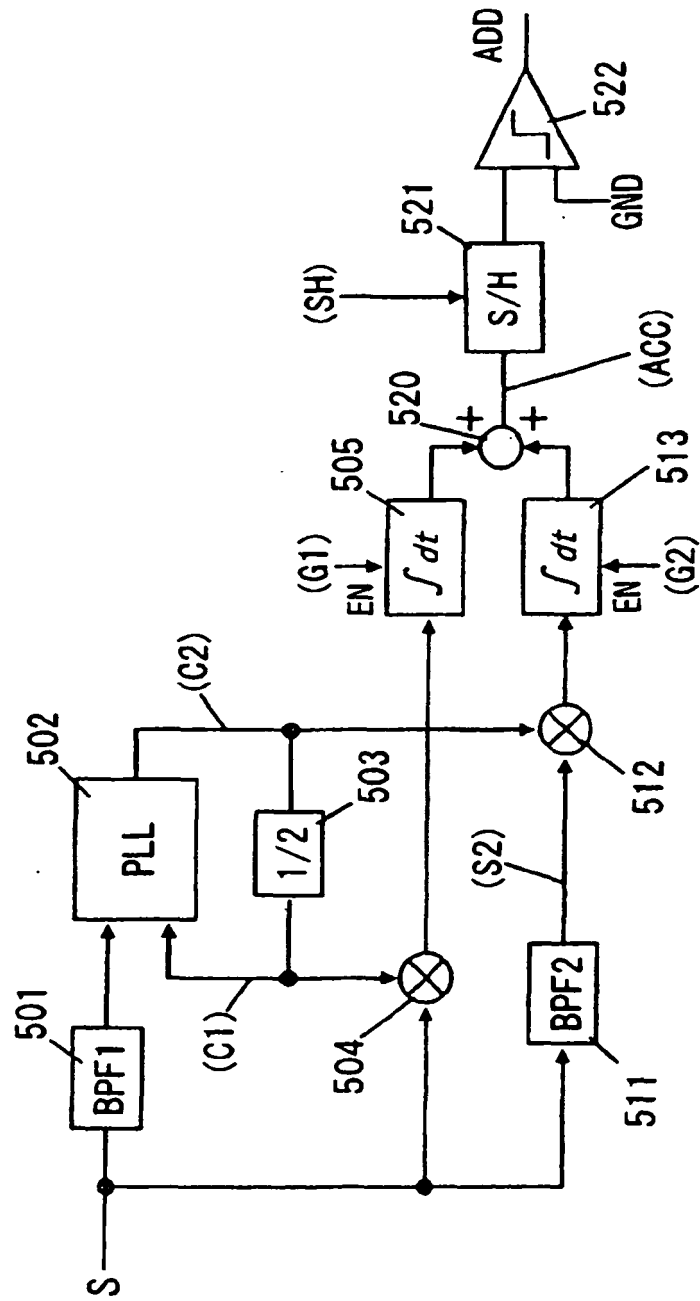 S
501
BPF1
502
PLL
(C1)
(C2)
1/2
503
504
(S2)
BPF2
511
512
(G1)
EN
505
∫ dt
∫ dt
513
EN
(G2)
520
+
+
(ACC)
(SH)
521
S/H
ADD
522
GND